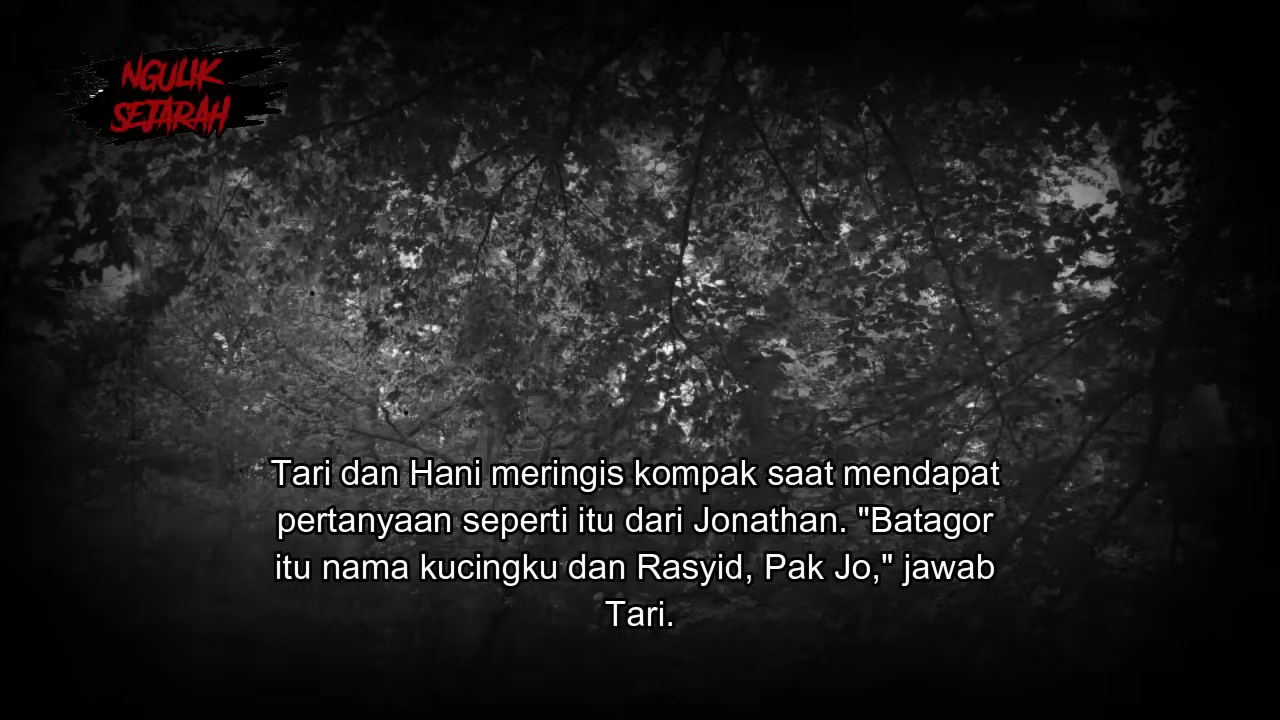 NGULIK
SEJARAH
Tari dan Hani meringis kompak saat mendapat
pertanyaan seperti itu dari Jonathan. "Batagor
itu nama kucingku dan Rasyid, Pak Jo," jawab
Tari.